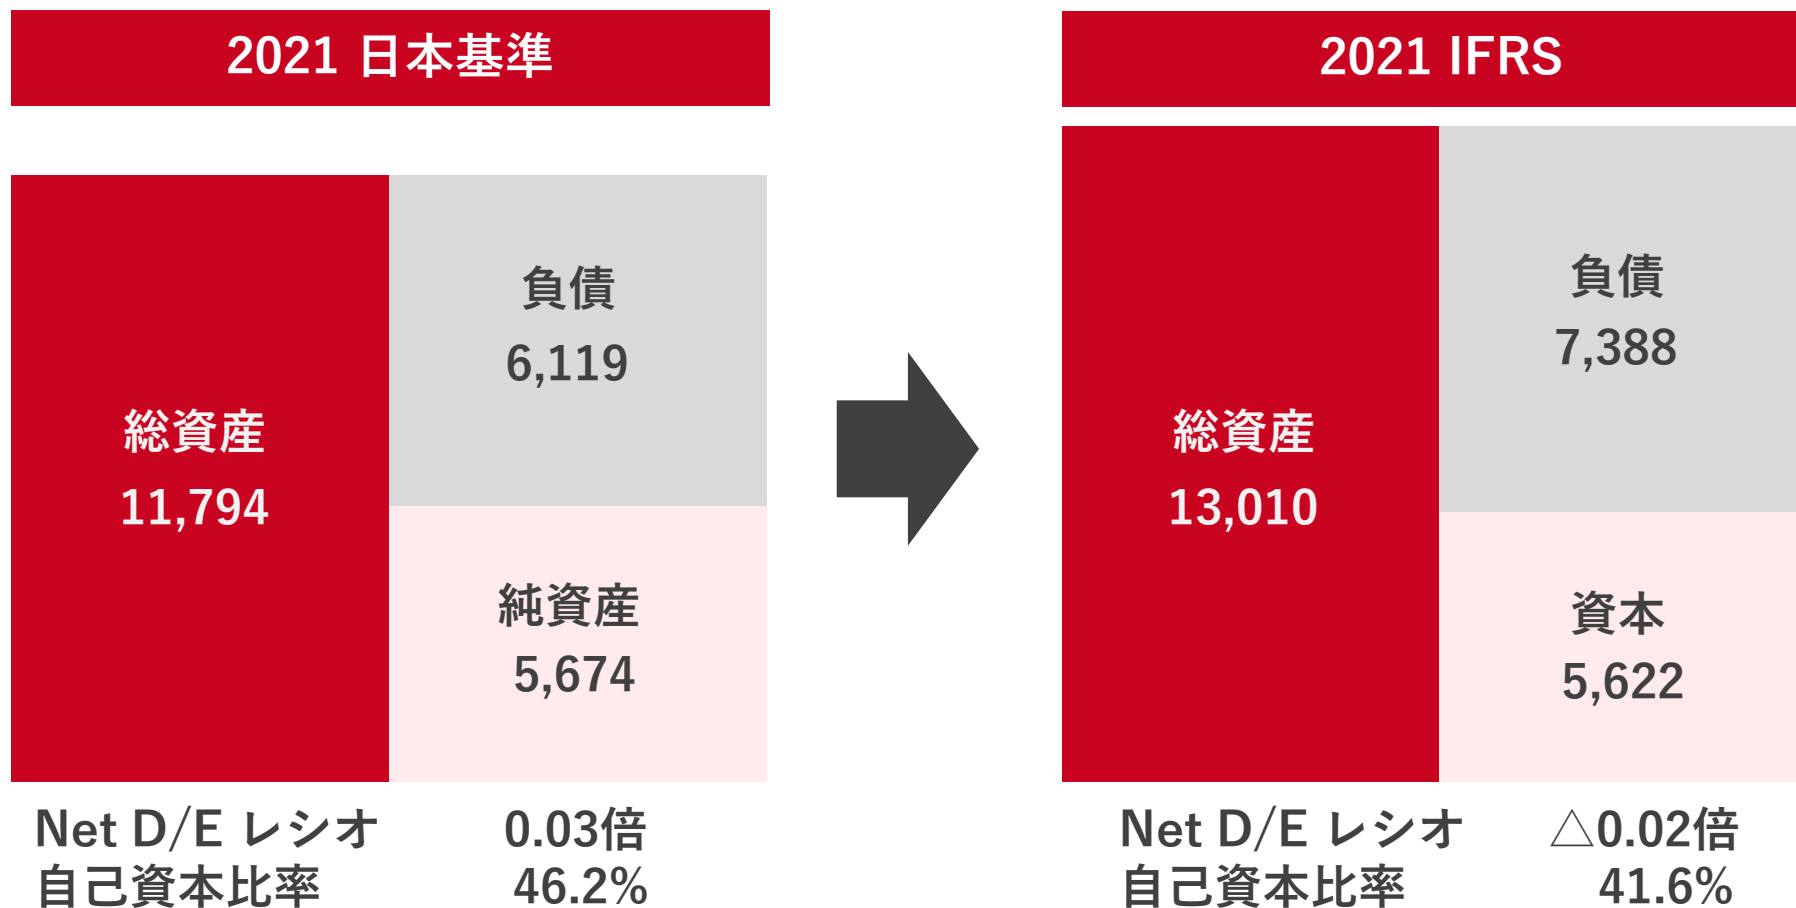 2021 日本基準
総資産
11,794
負債
6,119
純資産
5,674
Net D/E レシオ 0.03倍
自己資本比率 46.2%
2021 IFRS
総資産
13,010
負債
7,388
資本
5,622
Net D/E レシオ △0.02倍
自己資本比率 41.6%